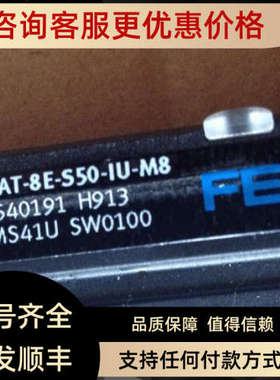 咨询客服更优惠价格
AT-8E-S50-IU-M8
540191 H913
MS41U SW0100
FE
号齐全
品质保障 值得信赖
发顺丰
支持任何付款方式